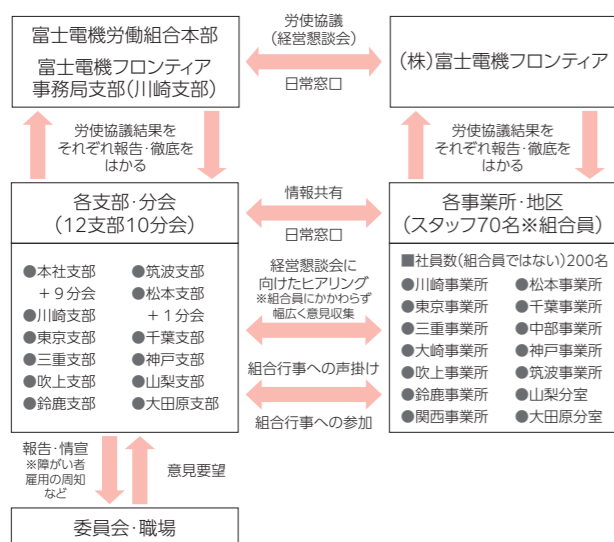 富士電機労働組合本部
富士電機フロンティア
事務局支部(川崎支部)
労使協議
(経営懇談会)
日常窓口
(株)富士電機フロンティア
労使協議結果を
それぞれ報告・徹底を
はかる
労使協議結果を
それぞれ報告・徹底を
はかる
各支部・分会
(12支部10分会)
情報共有
日常窓口
各事業所・地区
(スタッフ70名※組合員)
●本社支部
+9分会
●川崎支部
●東京支部
●三重支部
●吹上支部
●鈴鹿支部
●筑波支部
●松本支部
+1分会
●千葉支部
●神戸支部
●山梨支部
●大田原支部
経営懇談会に
向けたヒアリング
※組合員にかかわらず
幅広く意見収集
組合行事への声掛け
組合行事への参加
■社員数(組合員ではない)200名
●川崎事業所
●東京事業所
●三重事業所
●大崎事業所
●吹上事業所
●鈴鹿事業所
●関西事業所
●松本事業所
●千葉事業所
●中部事業所
●神戸事業所
●筑波事業所
●山梨分室
●大田原分室
報告・情宣
※障がい者
雇用の周知
など
意見要望
委員会・職場